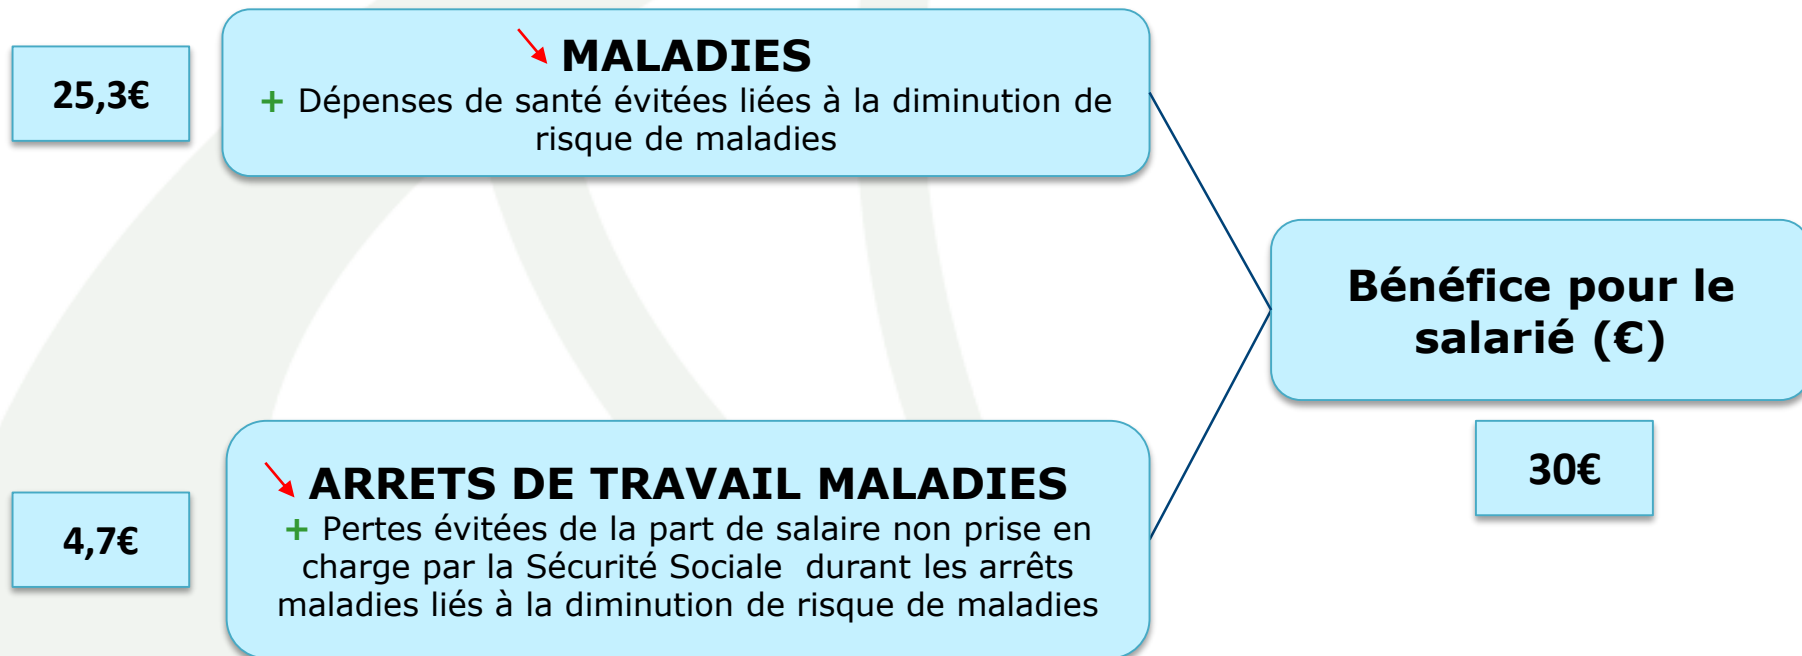 25,3€
MALADIES
+ Dépenses de santé évitées liées à la diminution de
risque de maladies
Bénéfice pour le
salarié (€)
30€
4,7€
ARRETS DE TRAVAIL MALADIES
+ Pertes évitées de la part de salaire non prise en
charge par la Sécurité Sociale durant les arrêts
maladies liés à la diminution de risque de maladies